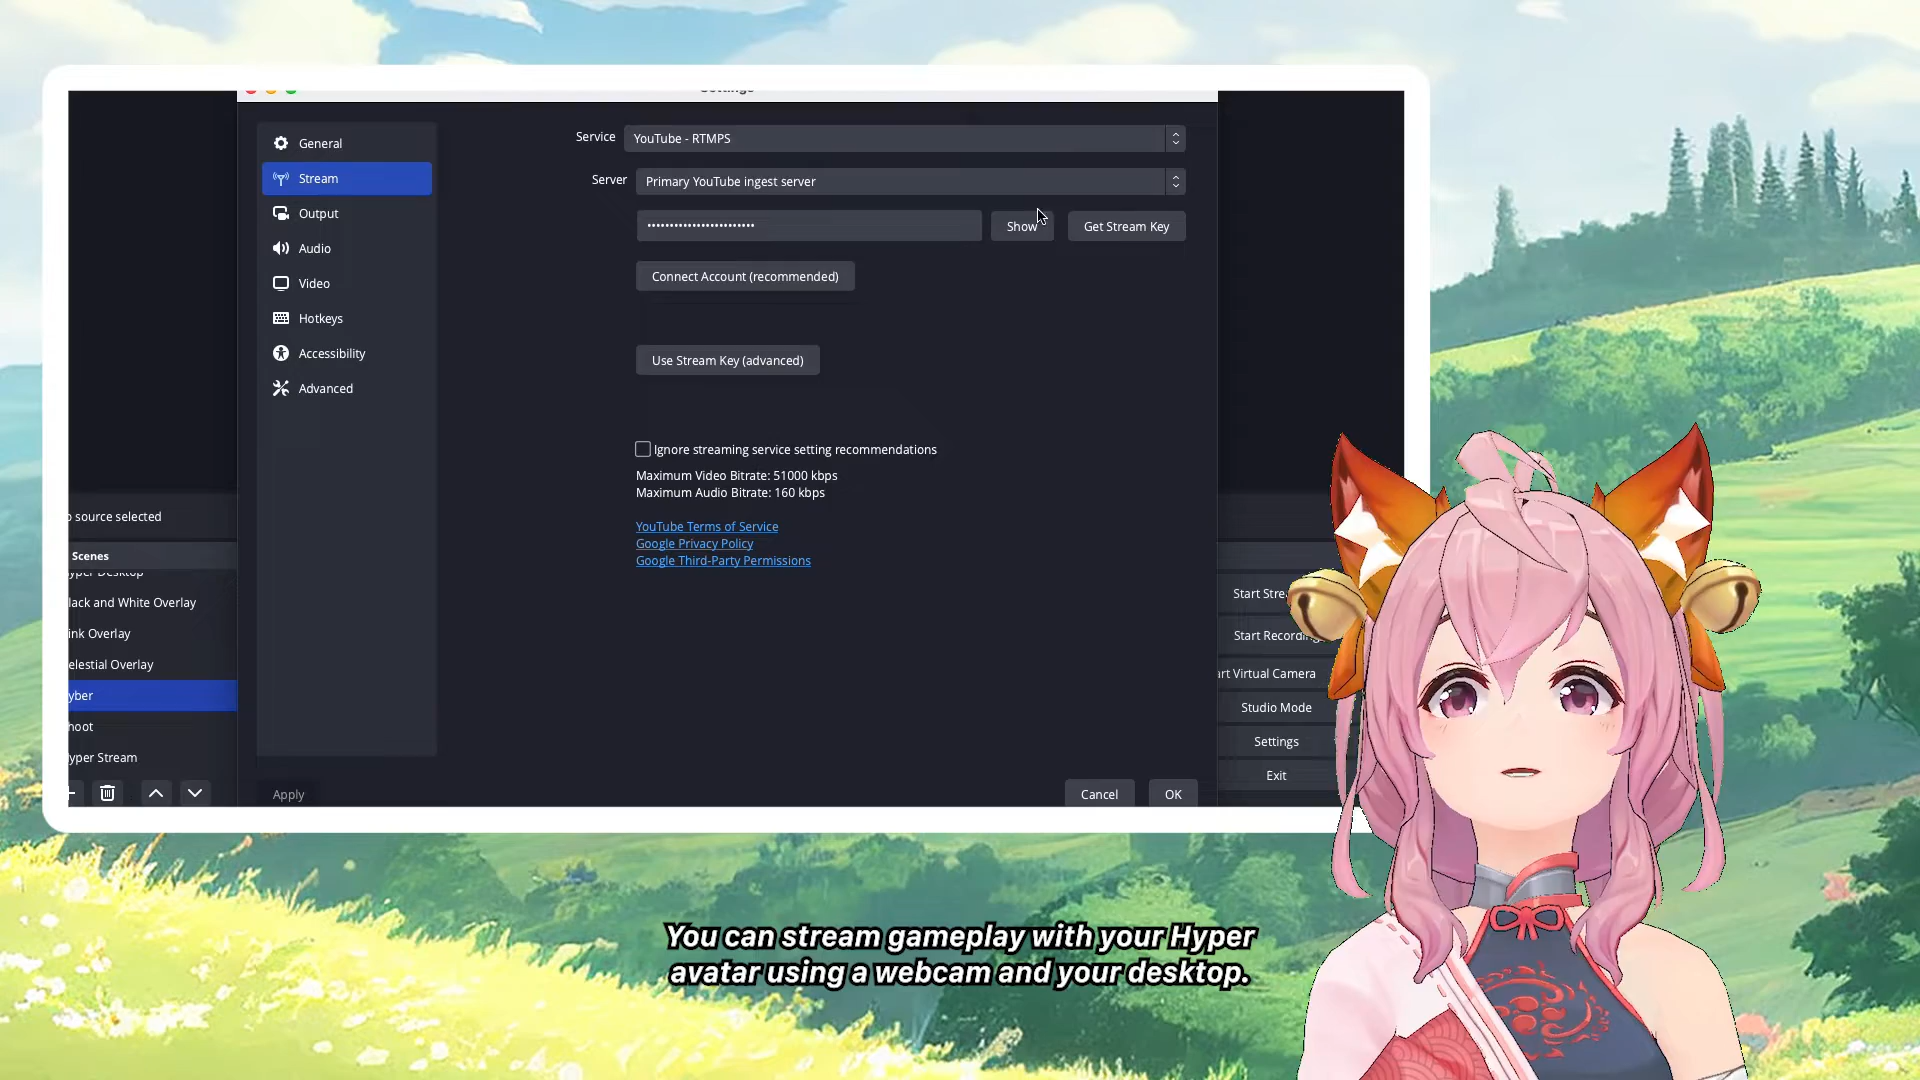 Settings
General
Stream
Output
Audio
Video
Hotkeys
Accessibility
Advanced
Service
YouTube - RTMPS
Server
Primary YouTube ingest server
Show
Get Stream Key
Connect Account (recommended)
Use Stream Key (advanced)
Ignore streaming service setting recommendations
Maximum Video Bitrate: 51000 kbps
Maximum Audio Bitrate: 160 kbps
YouTube Terms of Service
Google Privacy Policy
Google Third-Party Permissions
Apply
Cancel
OK
o source selected
Scenes
yper Desktop
lack and White Overlay
ink Overlay
elestial Overlay
yber
hoot
yper Stream
Start Stre
Start Recording
rt Virtual Camera
Studio Mode
Settings
Exit
You can stream gameplay with your Hyper
avatar using a webcam and your desktop.